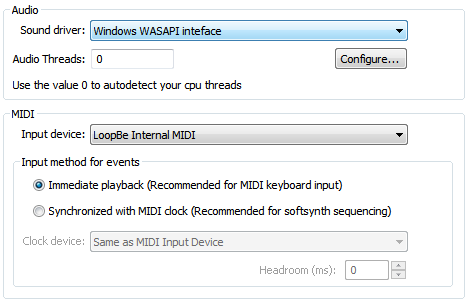 Audio
Sound driver: Windows WASAPI inteface
Audio Threads: 0 Configure...
Use the value 0 to autodetect your cpu threads
MIDI
Input device: LoopBe Internal MIDI
Input method for events
Immediate playback (Recommended for MIDI keyboard input)
Synchronized with MIDI clock (Recommended for softsynth sequencing)
Clock device: Same as MIDI Input Device
Headroom (ms): 0